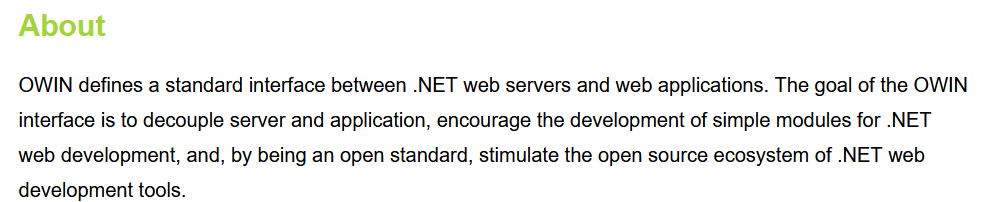 About
OWIN defines a standard interface between .NET web servers and web applications. The goal of the OWIN
interface is to decouple server and application, encourage the development of simple modules for .NET
web development, and, by being an open standard, stimulate the open source ecosystem of .NET web
development tools.